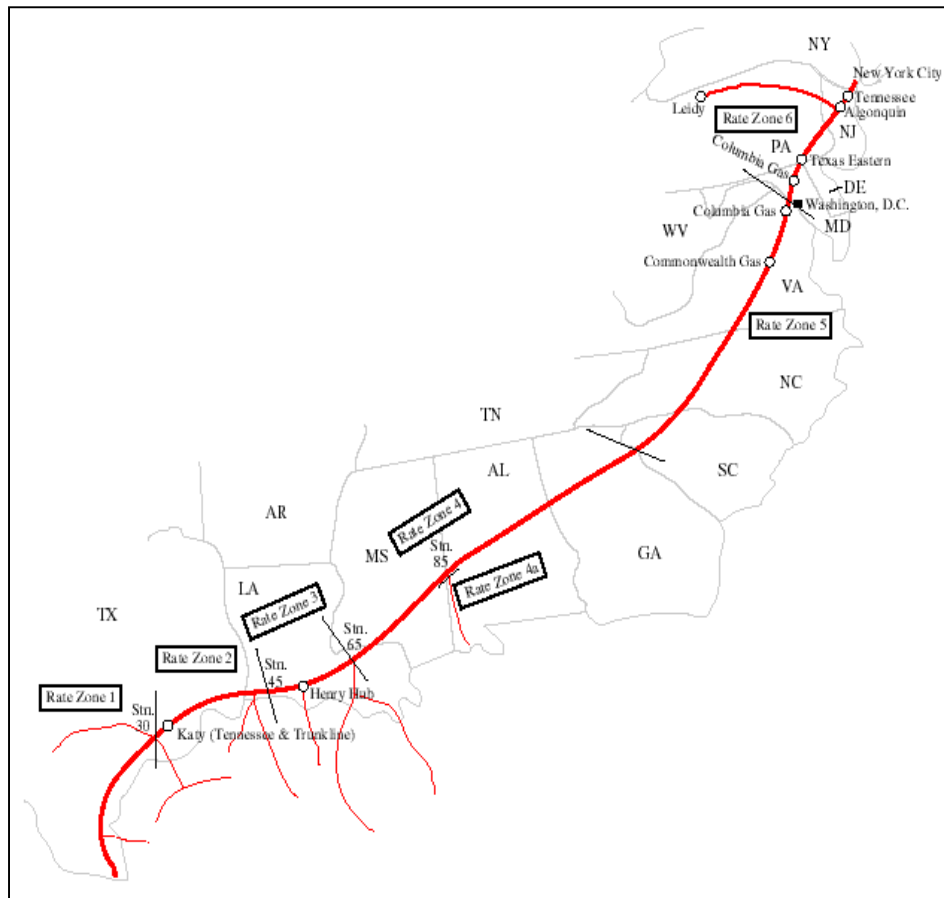 NY
New York City
Tennessee
Leidy
Algonquin
Rate Zone 6
NJ
PA
Columbia Gas
Texas Eastern
DE
Washington, D.C.
Columbia Gas
MD
WV
Commonwealth Gas
VA
Rate Zone 5
NC
TN
AL
SC
AR
Rate Zone 4
MS
Stn.
85
GA
Rate Zone 4a
LA
Rate Zone 3
TX
Stn.
65
Rate Zone 2
Stn.
45
Henry Hub
Rate Zone 1
Stn.
30
Katy (Tennessee & Trunkline)